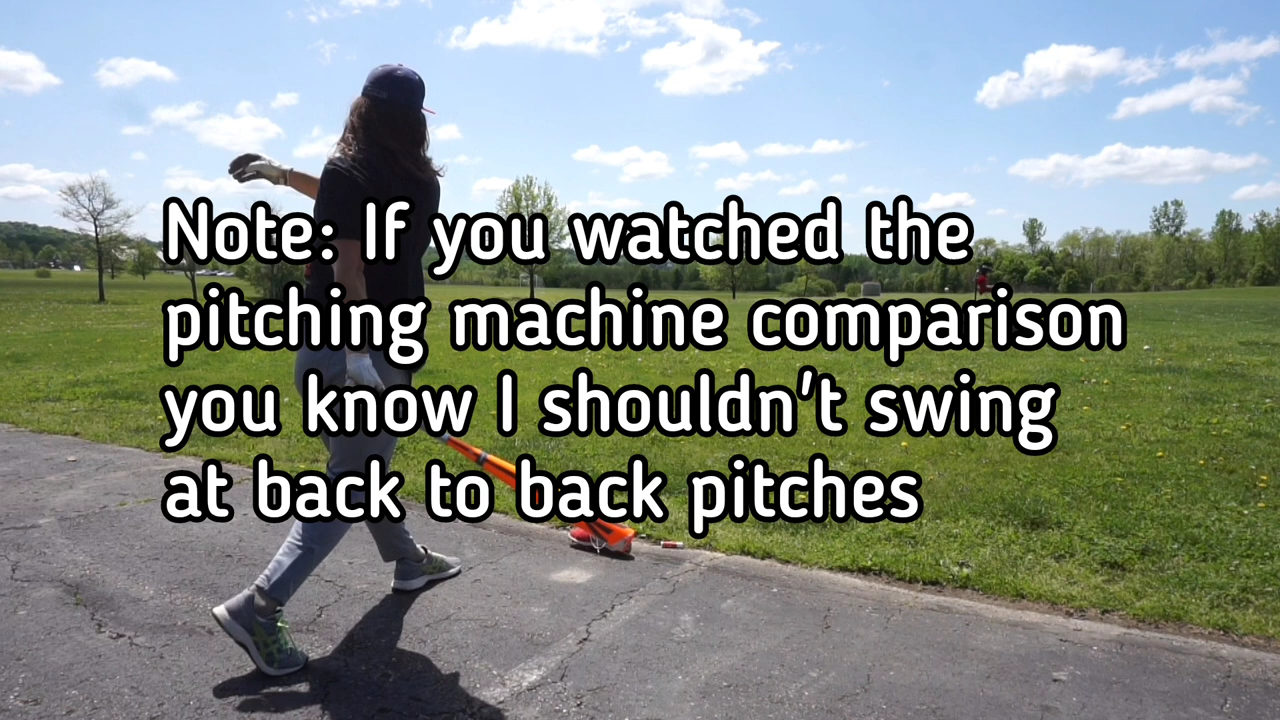 Note: If you watched the
pitching machine comparison
you know I shouldn't swing
at back to back pitches